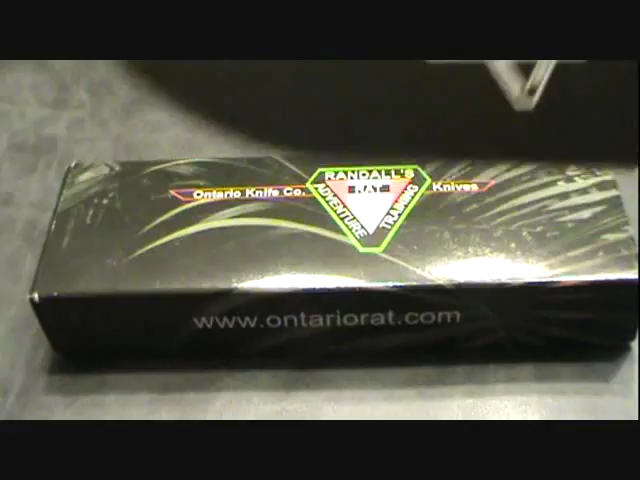 RANDALL'S
Ontario Knife Co. RAT Knives
ADVENTURE TRAINING
www.ontariorat.com